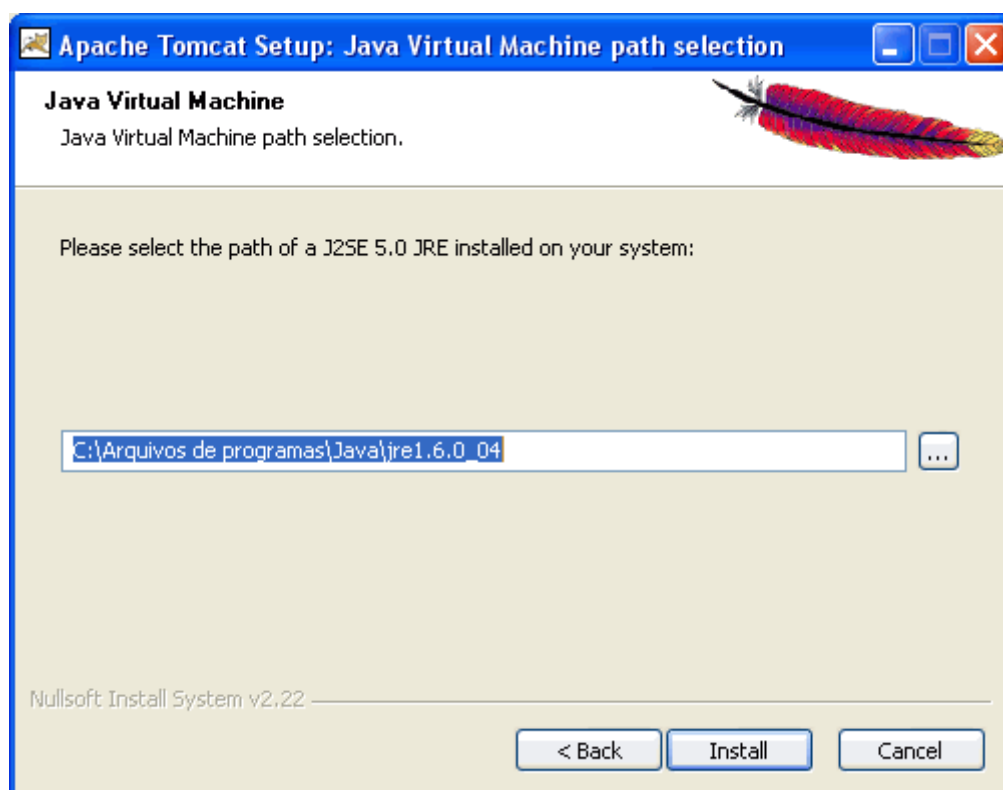 Apache Tomcat Setup: Java Virtual Machine path selection
Java Virtual Machine
Java Virtual Machine path selection.
Please select the path of a J2SE 5.0 JRE installed on your system:
C:\Arquivos de programas\Java\jre1.6.0_04
...
Nullsoft Install System v2.22
< Back
Install
Cancel